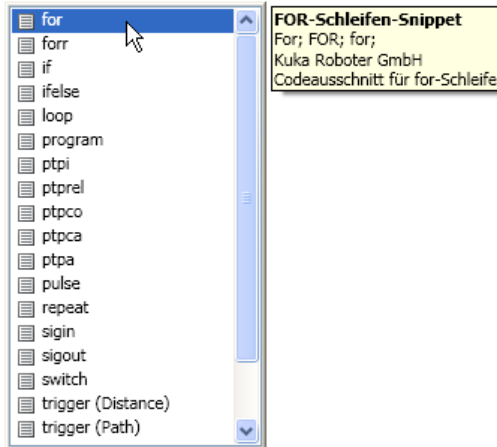 for
forr
if
ifelse
loop
program
ptpi
ptprel
ptpco
ptpca
ptpa
pulse
repeat
sigin
sigout
switch
trigger (Distance)
trigger (Path)
FOR-Schleifen-Snippet
For; FOR; for;
Kuka Roboter GmbH
Codeausschnitt für for-Schleife